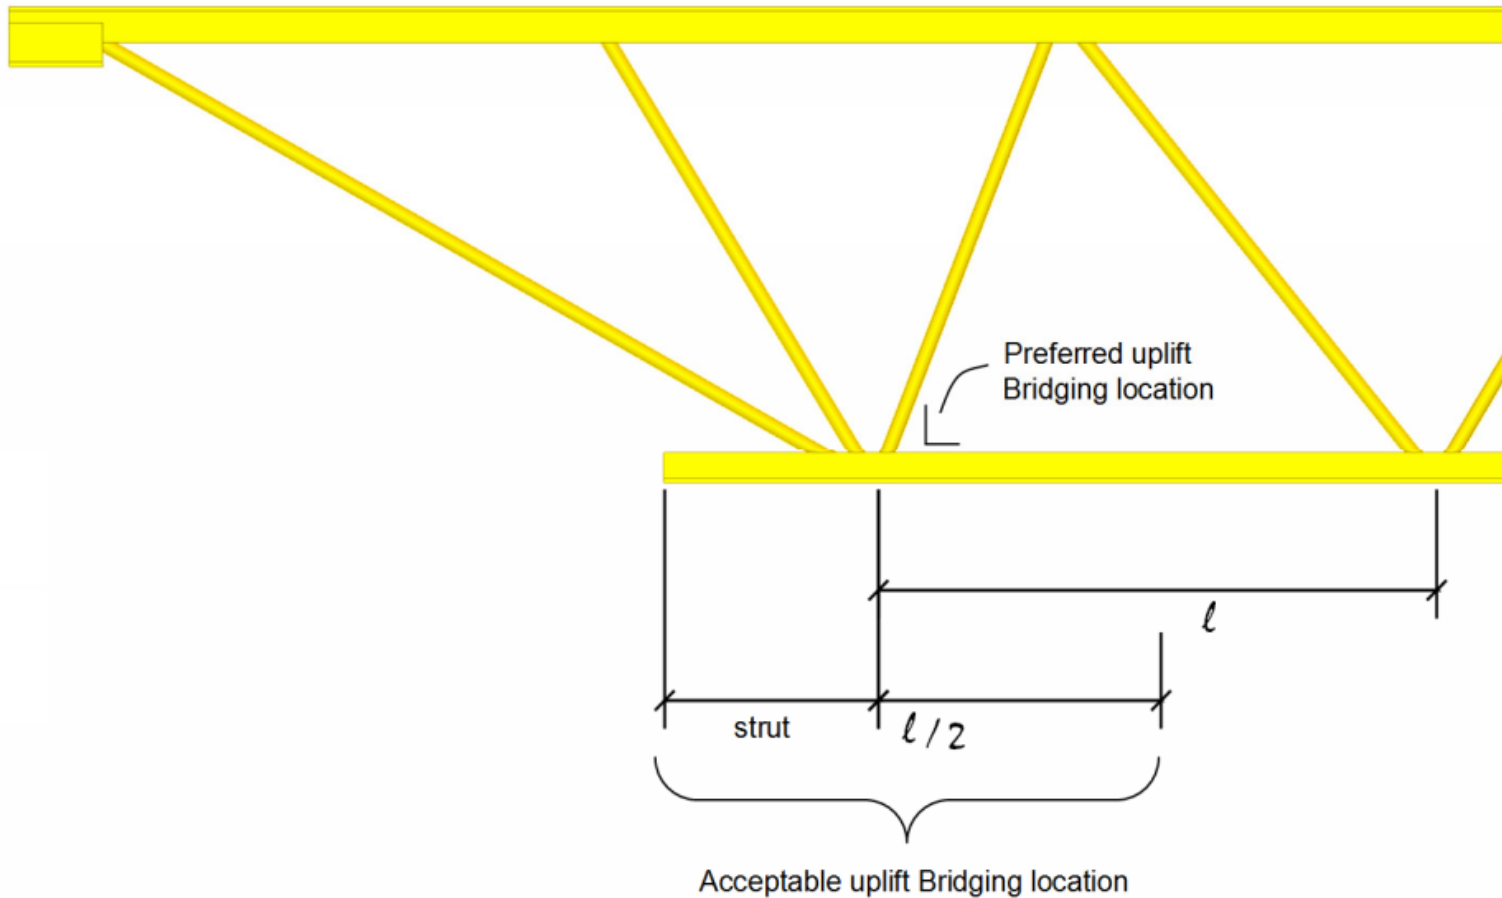 Preferred uplift
Bridging location
ℓ
strut
ℓ/2
Acceptable uplift Bridging location